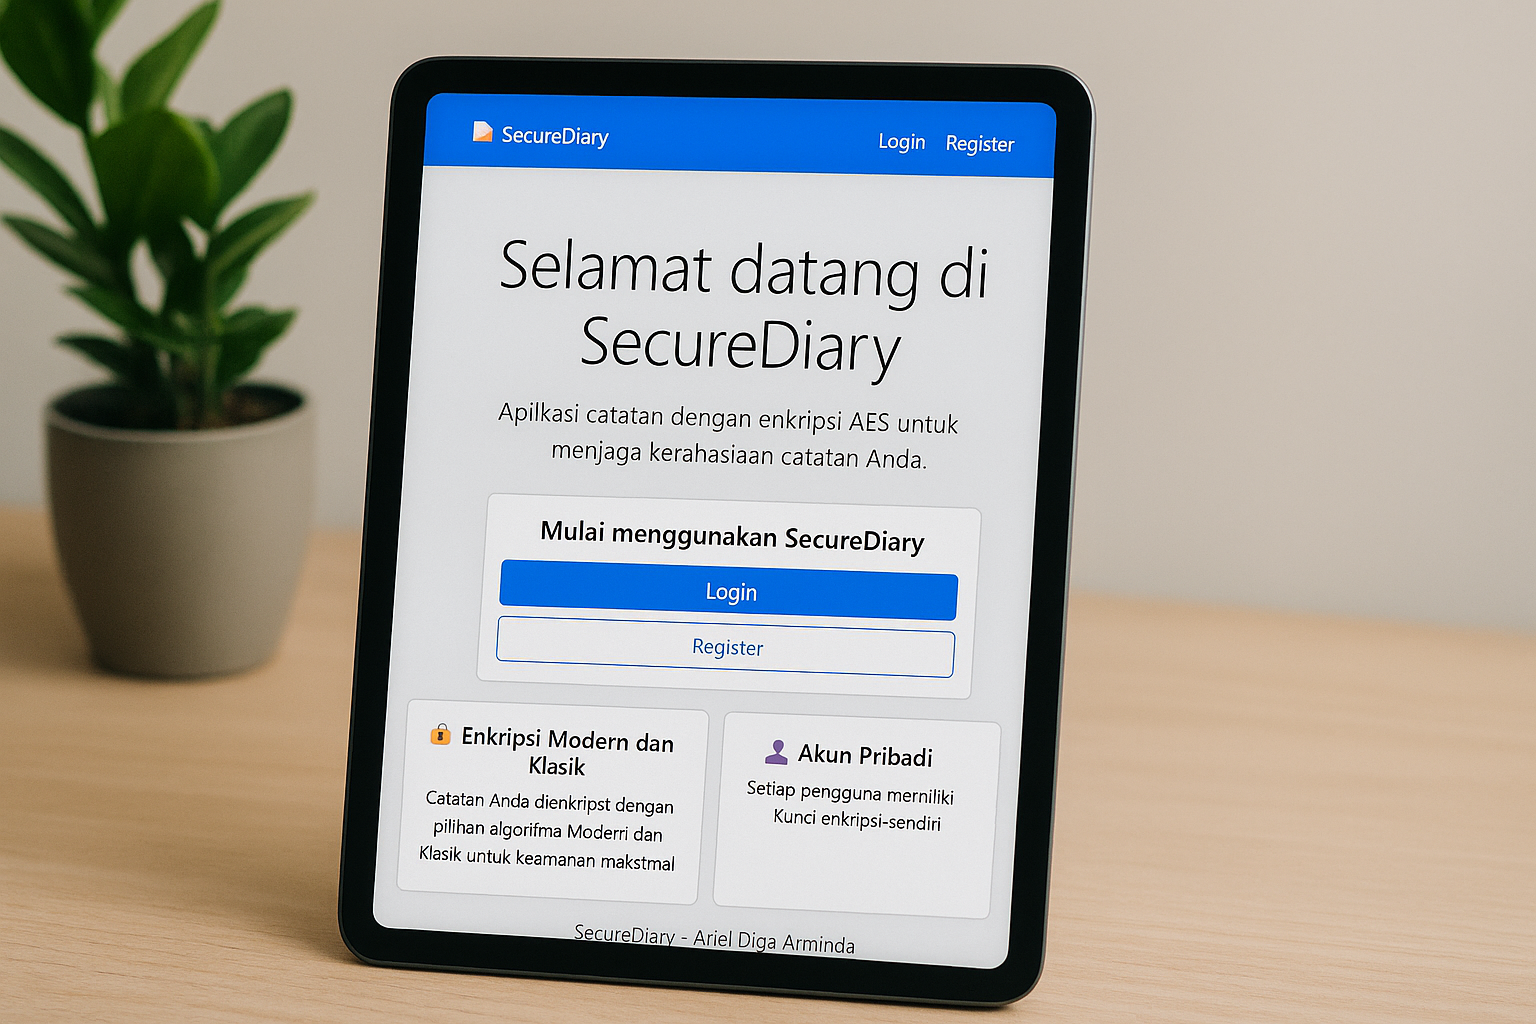 SecureDiary
Login Register
Selamat datang di
SecureDiary
Apilkasi catatan dengan enkripsi AES untuk
menjaga kerahasiaan catatan Anda.
Mulai menggunakan SecureDiary
Login
Register
Enkripsi Modern dan
Klasik
Catatan Anda dienkripst dengan
pilihan algorifma Moderri dan
Klasik untuk keamanan makstmal
Akun Pribadi
Setiap pengguna merniliki
Kunci enkripsi-sendiri
SecureDiary - Ariel Diga Arminda